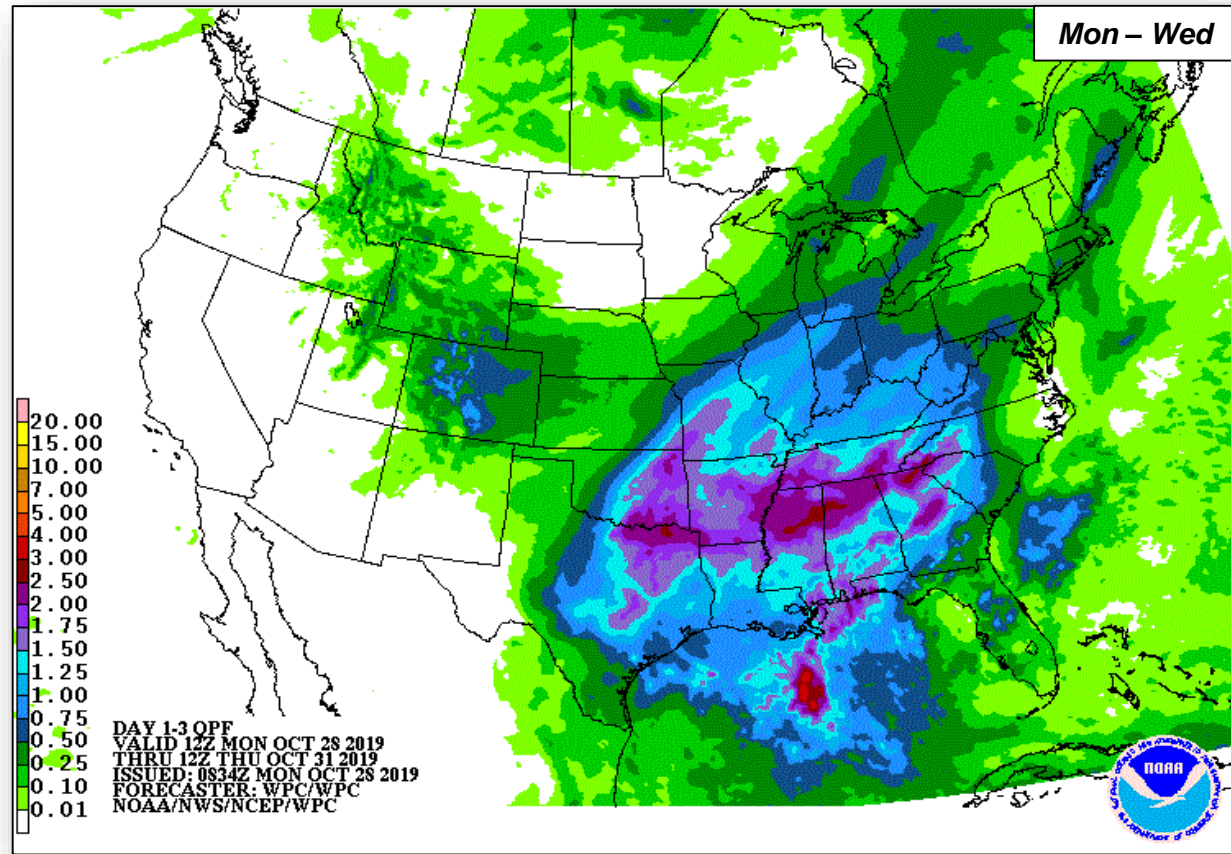 Mon – Wed
20.00
15.00
10.00
7.00
5.00
4.00
3.00
2.50
2.00
1.75
1.50
1.25
1.00
0.75
0.50
0.25
0.10
0.01
DAY 1-3 QPF
VALID 12Z MON OCT 28 2019
THRU 12Z THU OCT 31 2019
ISSUED: 0834Z MON OCT 28 2019
FORECASTER: WPC/WPC
NOAA/NWS/NCEP/WPC
NOAA